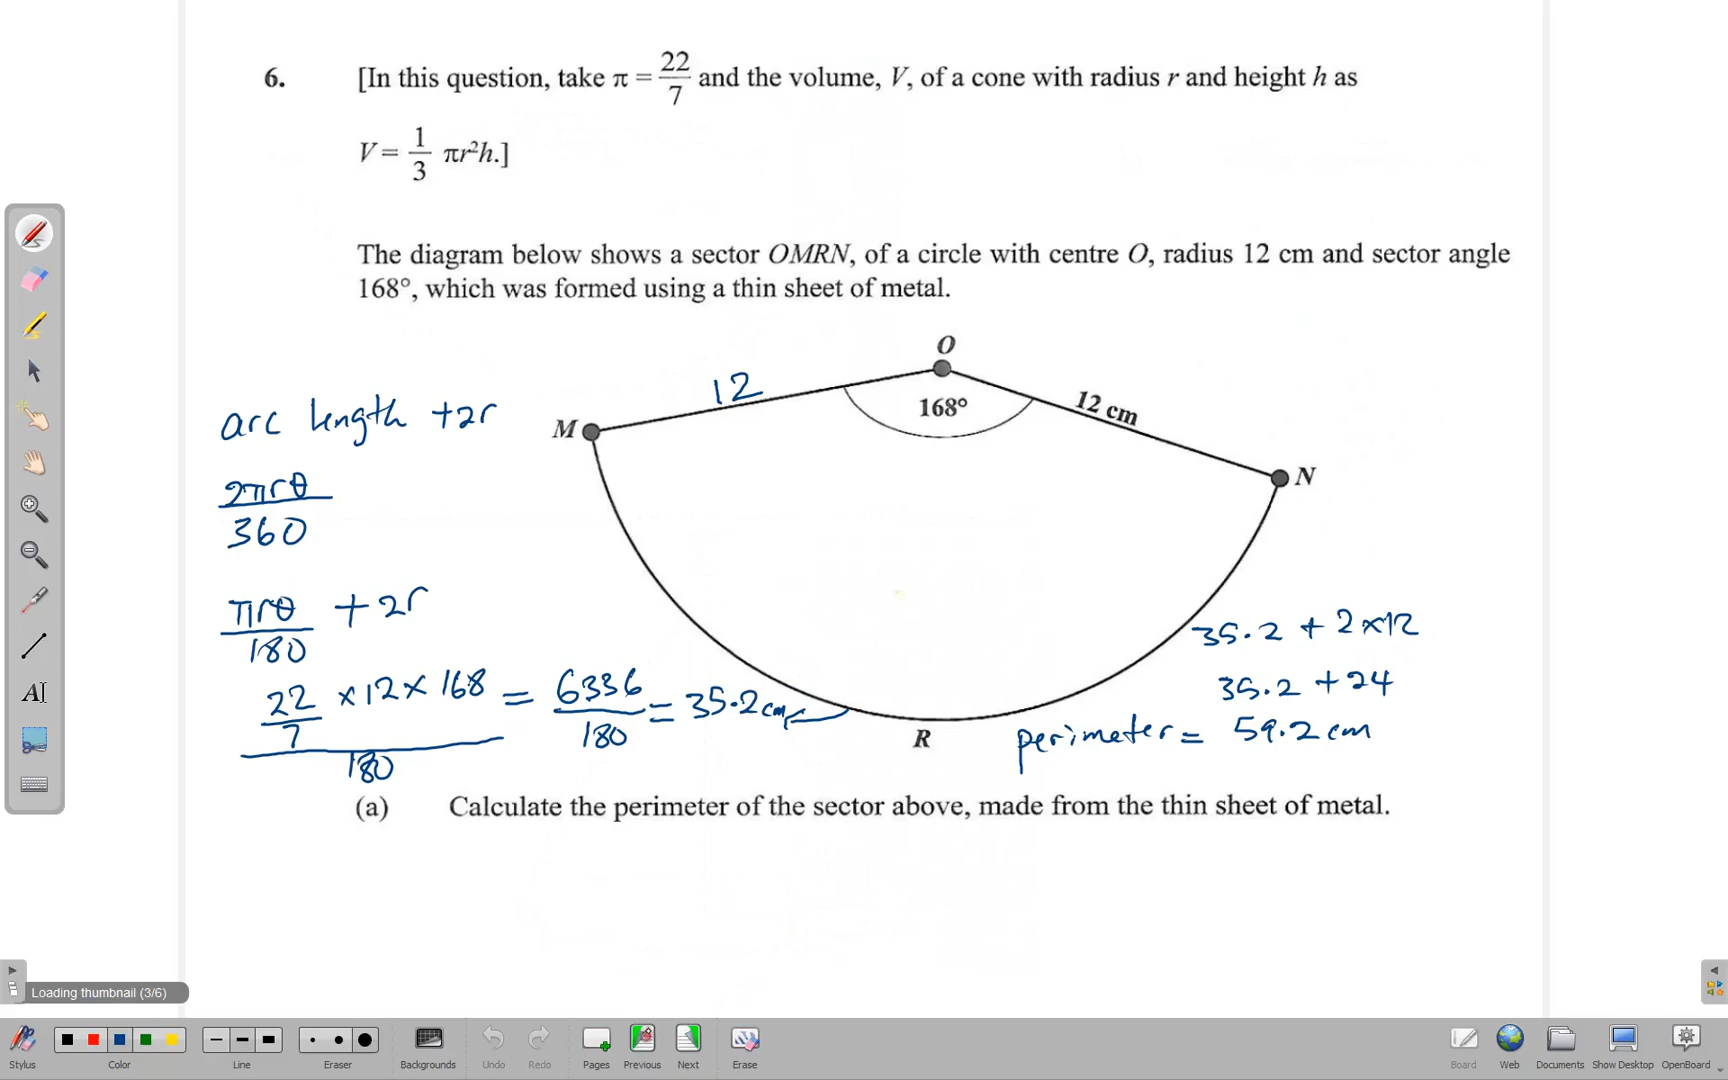 6. [In this question, take π = 22/7 and the volume, V, of a cone with radius r and height h as
V = 1/3 πr²h.]
The diagram below shows a sector OMRN, of a circle with centre O, radius 12 cm and sector angle
168°, which was formed using a thin sheet of metal.
O
12
168°
12 cm
M
N
R
arc length +2r
2πrθ/360
πrθ/180 + 2r
22/7 × 12 × 168 / 180 = 6336/180 = 35.2cm
35.2 + 2×12
35.2 + 24
perimeter = 59.2cm
(a) Calculate the perimeter of the sector above, made from the thin sheet of metal.
AI
Loading thumbnail (3/6)
Stylus
Color
Line
Eraser
Backgrounds
Undo
Redo
Pages
Previous
Next
Erase
Board
Web
Documents
Show Desktop
OpenBoard